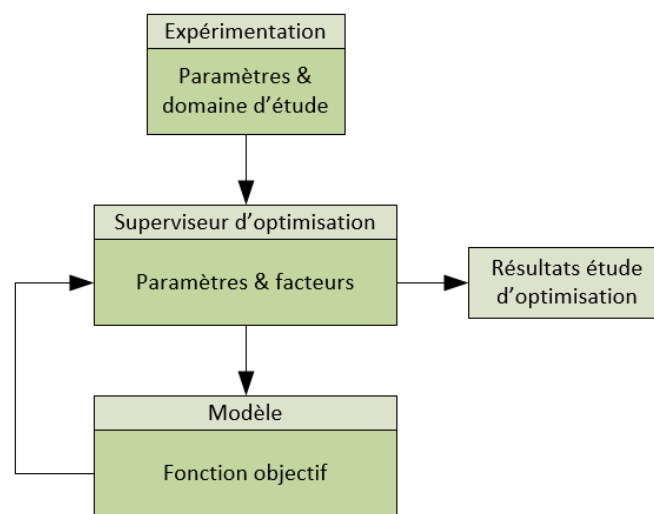 Expérimentation
Paramètres &
domaine d'étude
Superviseur d'optimisation
Paramètres & facteurs
Résultats étude
d'optimisation
Modèle
Fonction objectif